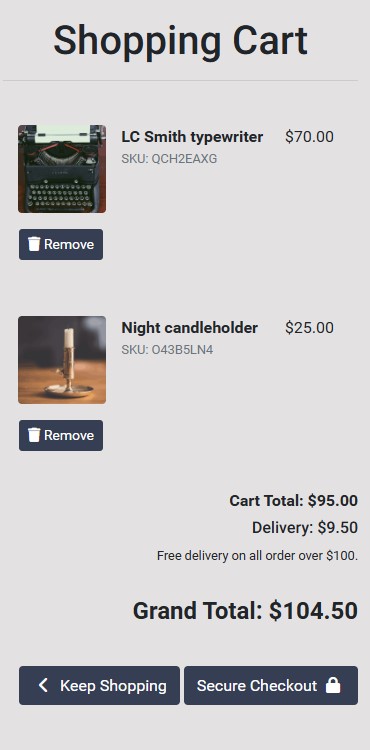 Shopping Cart
LC Smith typewriter $70.00
SKU: QCH2EAXG
Remove
Night candleholder $25.00
SKU: O43B5LN4
Remove
Cart Total: $95.00
Delivery: $9.50
Free delivery on all order over $100.
Grand Total: $104.50
Keep Shopping Secure Checkout